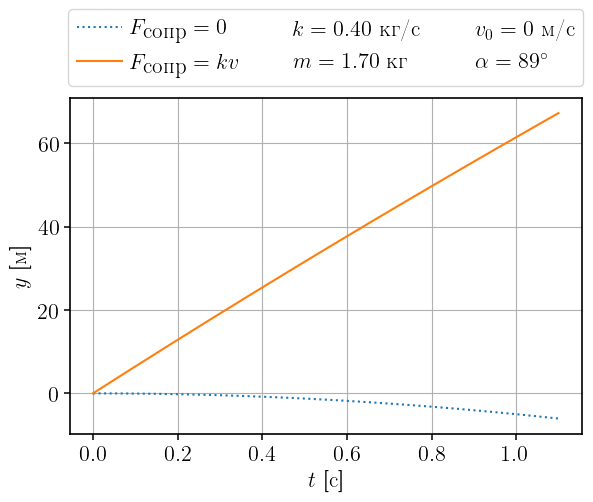 F_сопр = 0 k = 0.40 кг/с v_0 = 0 м/с
F_сопр = kv m = 1.70 кг α = 89°
60
40
20
0
y [м]
0.0 0.2 0.4 0.6 0.8 1.0
t [с]